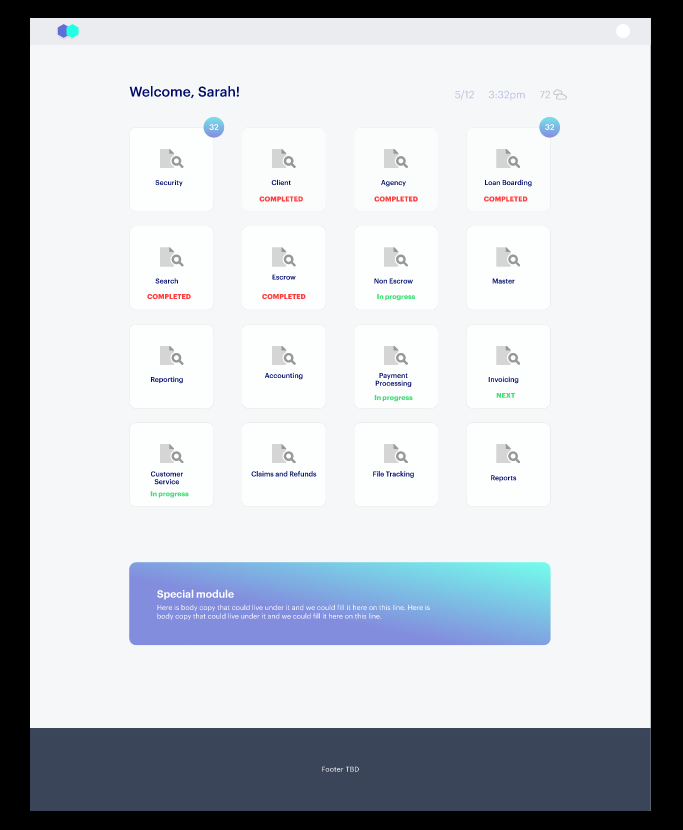 Welcome, Sarah!
5/12 3:32pm 72
32
32
Security
Client
Agency
Loan Boarding
COMPLETED
COMPLETED
COMPLETED
Search
Escrow
Non Escrow
Master
COMPLETED
COMPLETED
In progress
Reporting
Accounting
Payment
Processing
Invoicing
In progress
NEXT
Customer
Service
Claims and Refunds
File Tracking
Reports
In progress
Special module
Here is body copy that could live under it and we could fill it here on this line. Here is
body copy that could live under it and we could fill it here on this line.
Footer TBD